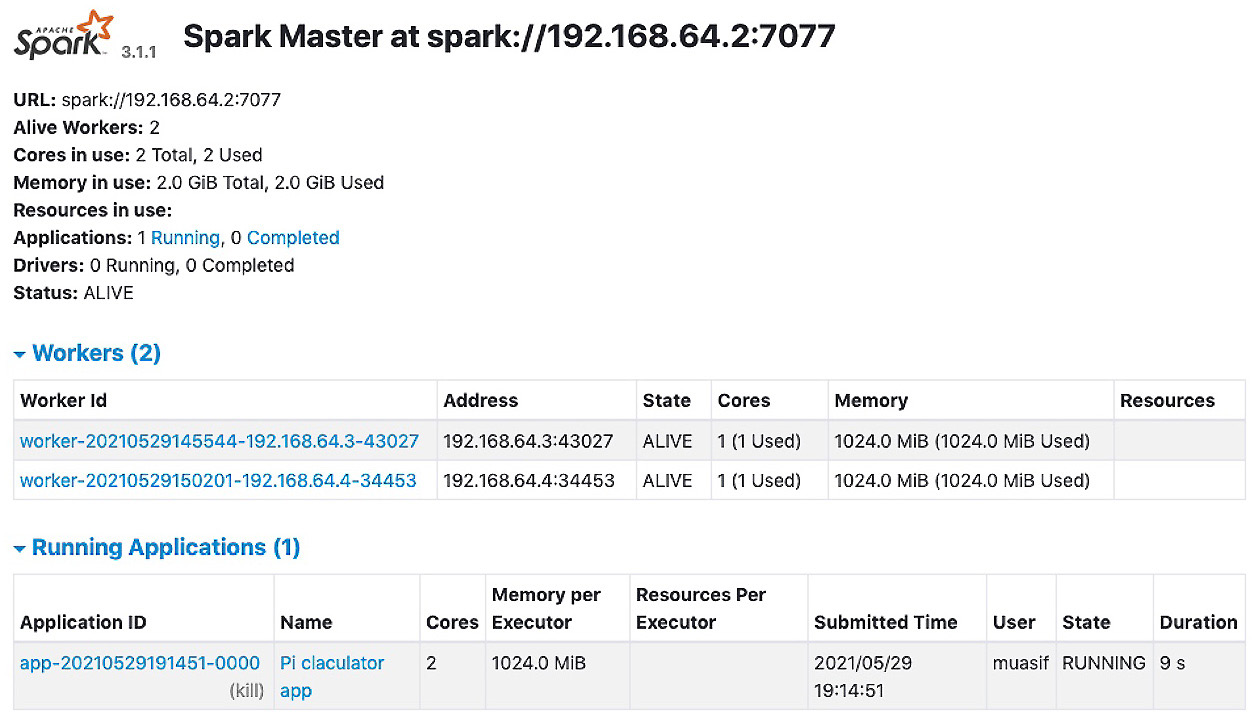 APACHE
Spark 3.1.1
Spark Master at spark://192.168.64.2:7077
URL: spark://192.168.64.2:7077
Alive Workers: 2
Cores in use: 2 Total, 2 Used
Memory in use: 2.0 GiB Total, 2.0 GiB Used
Resources in use:
Applications: 1 Running, 0 Completed
Drivers: 0 Running, 0 Completed
Status: ALIVE
Workers (2)
Worker Id Address State Cores Memory Resources
worker-20210529145544-192.168.64.3-43027 192.168.64.3:43027 ALIVE 1 (1 Used) 1024.0 MiB (1024.0 MiB Used)
worker-20210529150201-192.168.64.4-34453 192.168.64.4:34453 ALIVE 1 (1 Used) 1024.0 MiB (1024.0 MiB Used)
Running Applications (1)
Memory per Resources Per
Application ID Name Cores Executor Executor Submitted Time User State Duration
app-20210529191451-0000 Pi claculator 2 1024.0 MiB 2021/05/29 muasif RUNNING 9 s
(kill) app 19:14:51